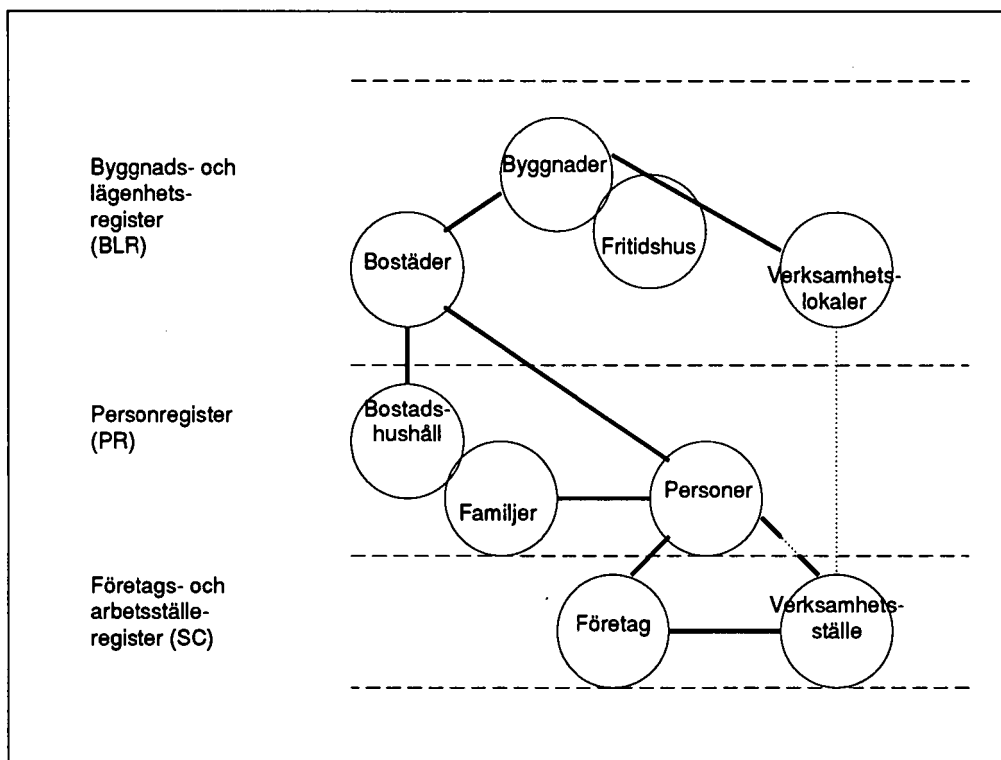 Byggnads- och
lägenhets-
register
(BLR)
Byggnader
Fritidshus
Bostäder
Verksamhets-
lokaler
Personregister
(PR)
Bostads-
hushåll
Familjer
Personer
Företags- och
arbetsställe-
register (SC)
Företag
Verksamhets-
ställe